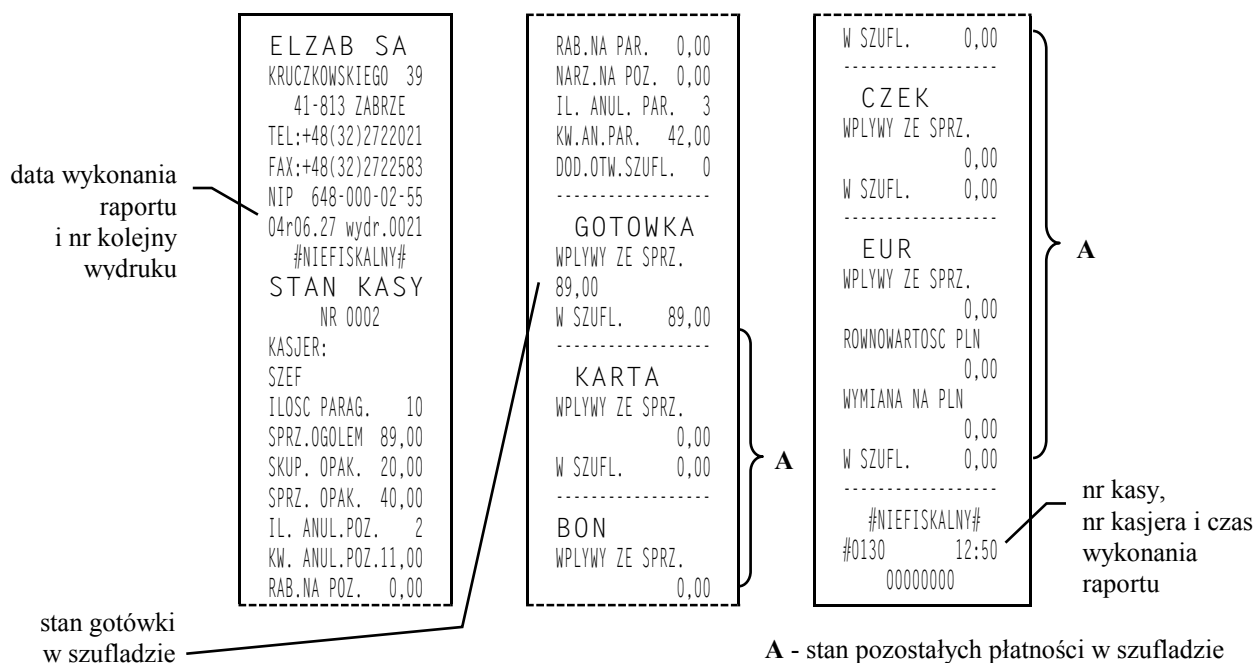 ELZAB SA
KRUCZKOWSKIEGO 39
41-813 ZABRZE
TEL:+48(32)2722021
FAX:+48(32)2722583
NIP 648-000-02-55
04r06.27 wydr.0021
#NIEFISKALNY#
STAN KASY
NR 0002
KASJER:
SZEF
ILOSC PARAG. 10
SPRZ.OGOLEM 89,00
SKUP. OPAK. 20,00
SPRZ. OPAK. 40,00
IL. ANUL.POZ. 2
KW. ANUL.POZ.11,00
RAB.NA POZ. 0,00
data wykonania
raportu
i nr kolejny
wydruku
stan gotówki
w szufladzie
RAB.NA PAR. 0,00
NARZ.NA POZ. 0,00
IL. ANUL. PAR. 3
KW.AN.PAR. 42,00
DOD.OTW.SZUFL. 0
-----------------
GOTOWKA
WPLYWY ZE SPRZ.
89,00
W SZUFL. 89,00
-----------------
KARTA
WPLYWY ZE SPRZ.
0,00
W SZUFL. 0,00
-----------------
BON
WPLYWY ZE SPRZ.
0,00
A
W SZUFL. 0,00
-----------------
CZEK
WPLYWY ZE SPRZ.
0,00
W SZUFL. 0,00
-----------------
EUR
WPLYWY ZE SPRZ.
0,00
ROWNOWARTOSC PLN
0,00
WYMIANA NA PLN
0,00
W SZUFL. 0,00
-----------------
#NIEFISKALNY#
#0130 12:50
00000000
A
nr kasy,
nr kasjera i czas
wykonania
raportu
A - stan pozostałych płatności w szufladzie